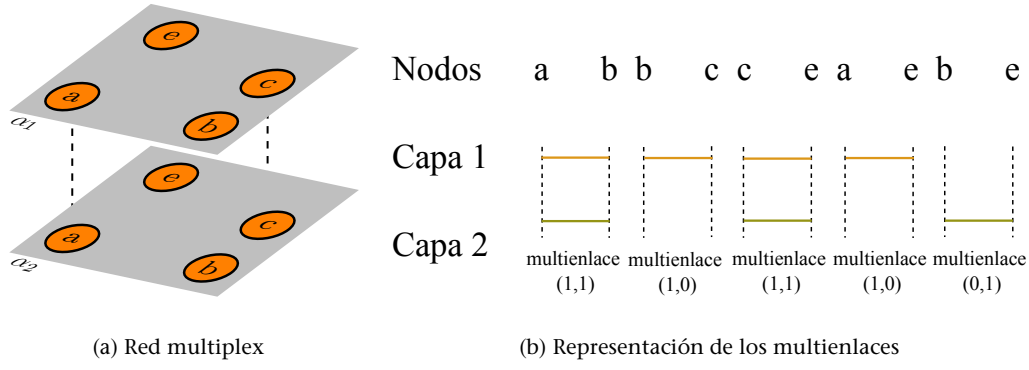 e
a
c
b
α1
e
a
c
b
α2
(a) Red multiplex
Nodos a b b c c e a e b e
Capa 1
Capa 2
multienlace multienlace multienlace multienlace multienlace
(1,1) (1,0) (1,1) (1,0) (0,1)
(b) Representación de los multienlaces